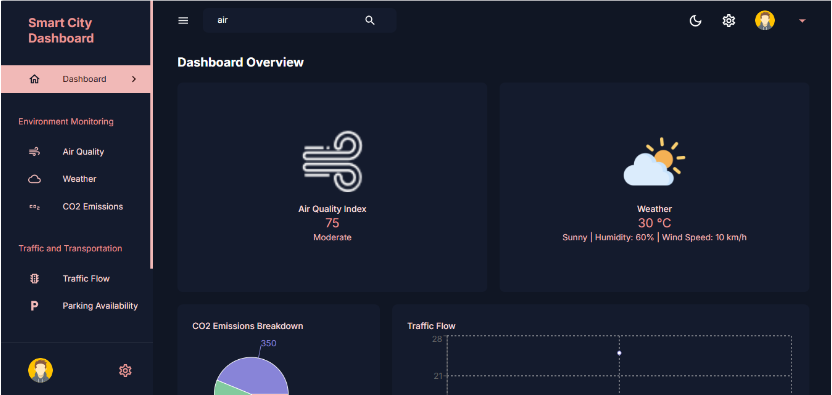 Smart City
Dashboard
Dashboard
Environment Monitoring
Air Quality
Weather
CO2 Emissions
Traffic and Transportation
Traffic Flow
P
Parking Availability
air
Dashboard Overview
Air Quality Index
75
Moderate
Weather
30 °C
Sunny | Humidity: 60% | Wind Speed: 10 km/h
CO2 Emissions Breakdown
350
Traffic Flow
28
21